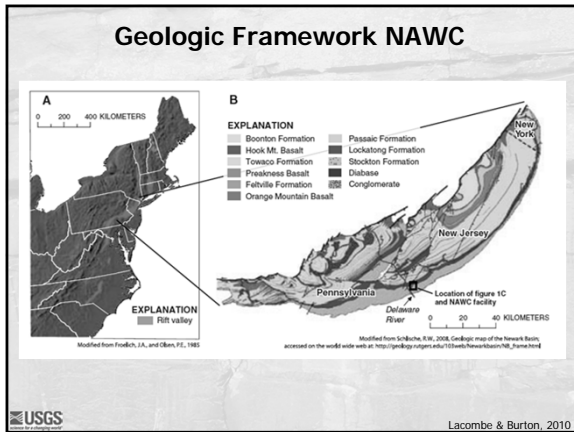 Geologic Framework NAWC
A
0 200 400 KILOMETERS
EXPLANATION
Rift valley
Modified from Froelich, J.A., and Olsen, P.E., 1985
B
EXPLANATION
Boonton Formation
Hook Mt. Basalt
Towaco Formation
Preakness Basalt
Feltville Formation
Orange Mountain Basalt
Passaic Formation
Lockatong Formation
Stockton Formation
Diabase
Conglomerate
New
York
New Jersey
Pennsylvania
Delaware
River
Location of figure 1C
and NAWC facility
0 20 40
KILOMETERS
Modified from Schlische, R.W., 2008, Geologic map of the Newark Basin;
accessed on the world wide web at: http://geology.rutgers.edu/103web/Newarkbasin/NB_frame.html
USGS
science for a changing world
Lacombe & Burton, 2010